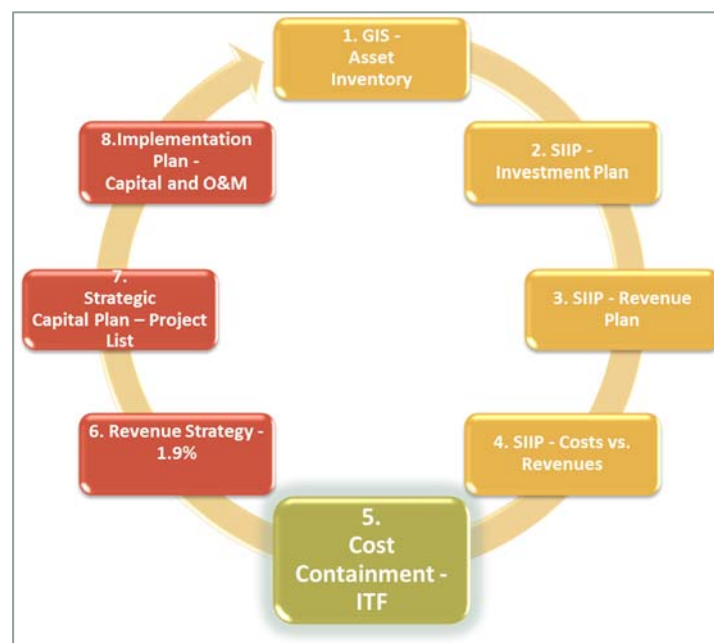 1. GIS -
Asset
Inventory
2. SIIP -
Investment Plan
3. SIIP - Revenue
Plan
4. SIIP - Costs vs.
Revenues
5.
Cost
Containment -
ITF
6. Revenue Strategy -
1.9%
7.
Strategic
Capital Plan – Project
List
8.Implementation
Plan -
Capital and O&M